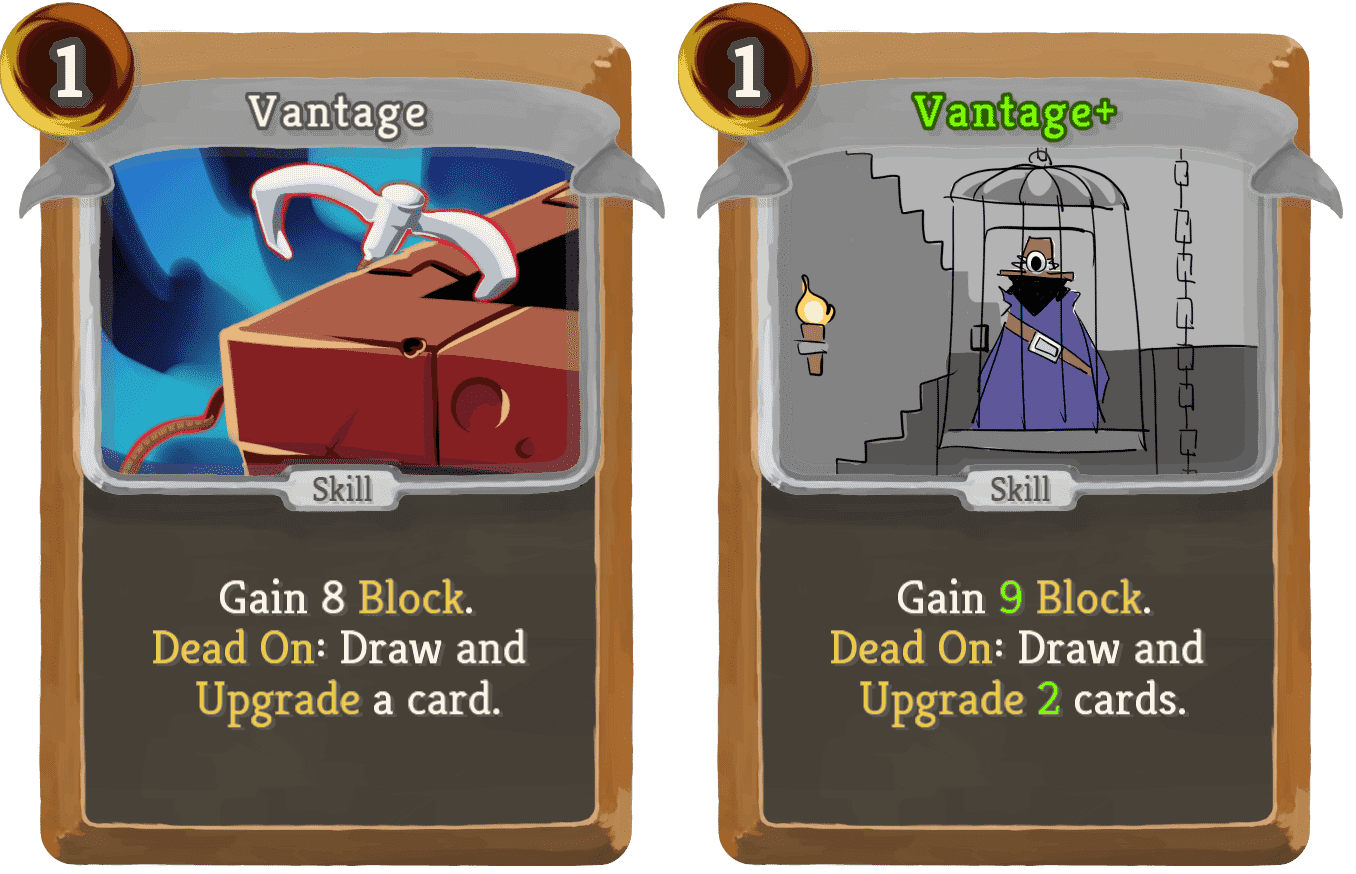 1
Vantage
Skill
Gain 8 Block.
Dead On: Draw and
Upgrade a card.
1
Vantage+
Skill
Gain 9 Block.
Dead On: Draw and
Upgrade 2 cards.